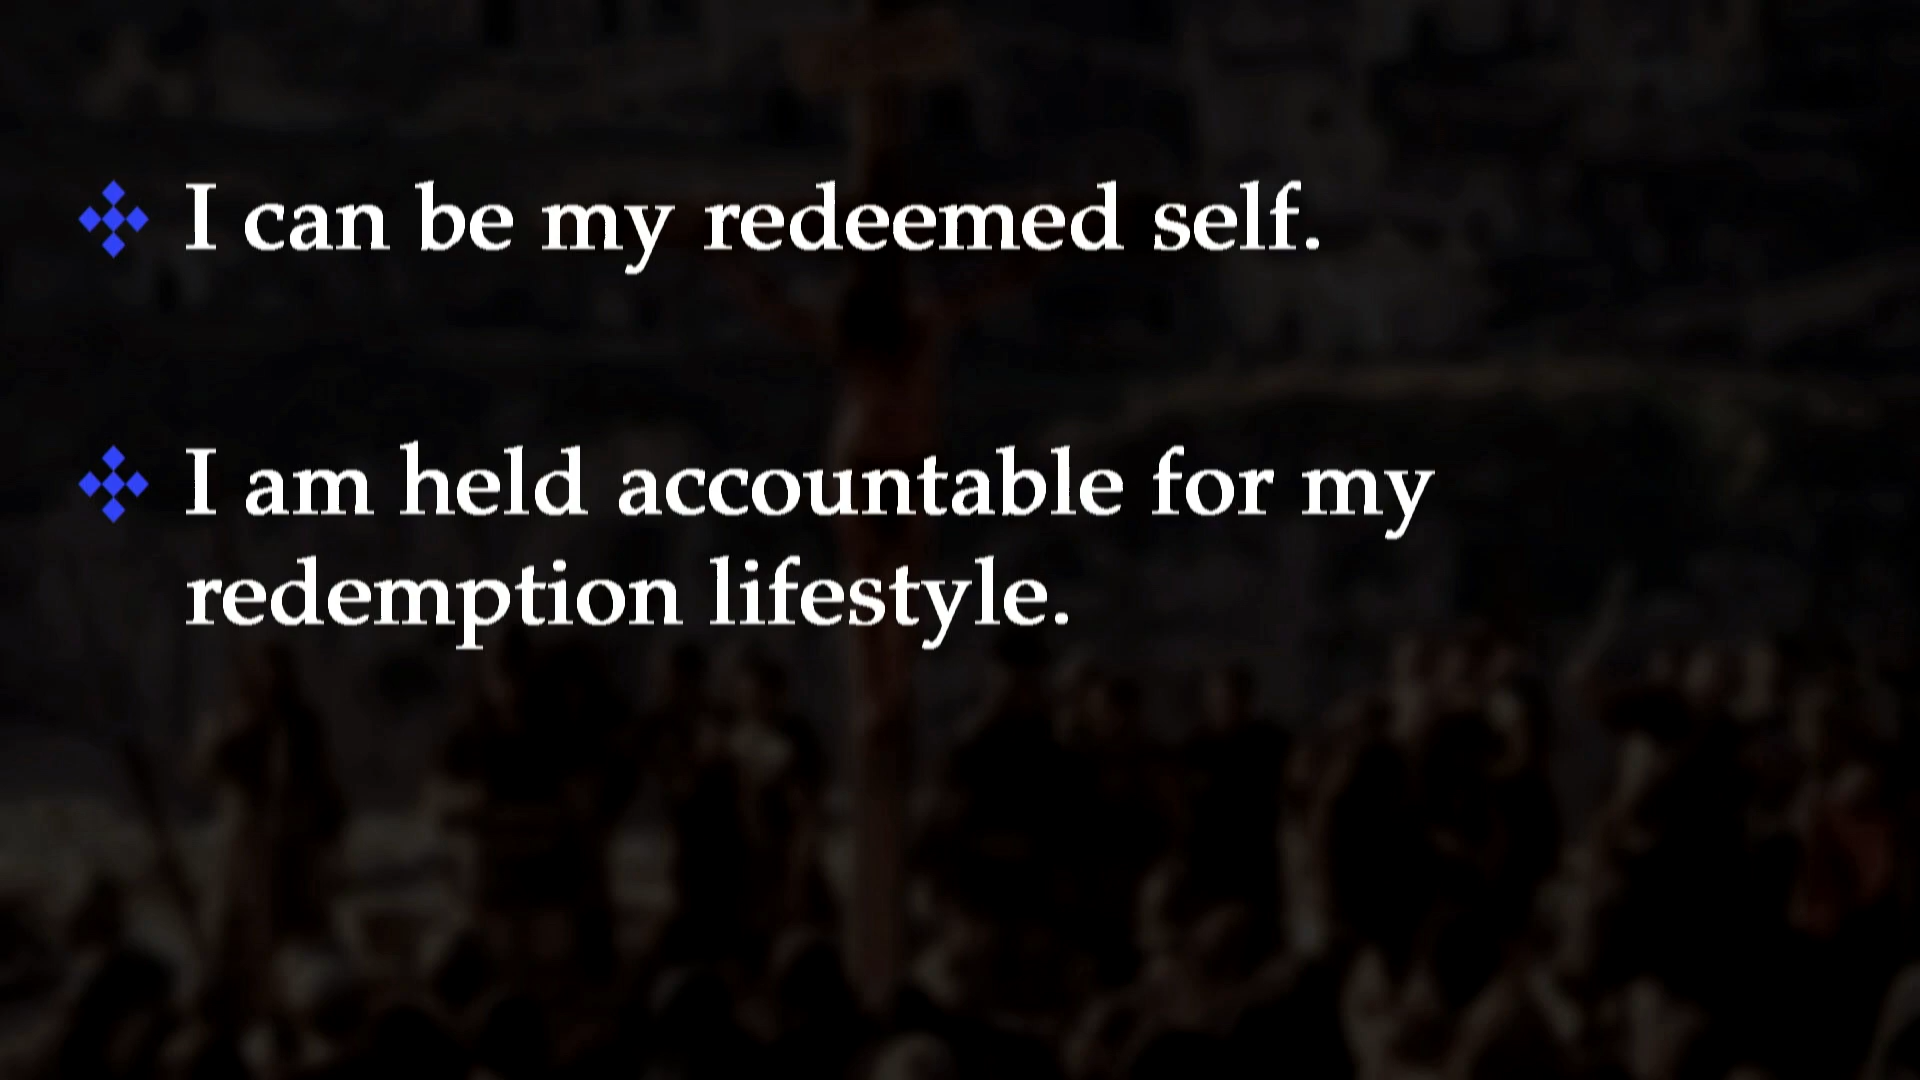 I can be my redeemed self.
I am held accountable for my
redemption lifestyle.